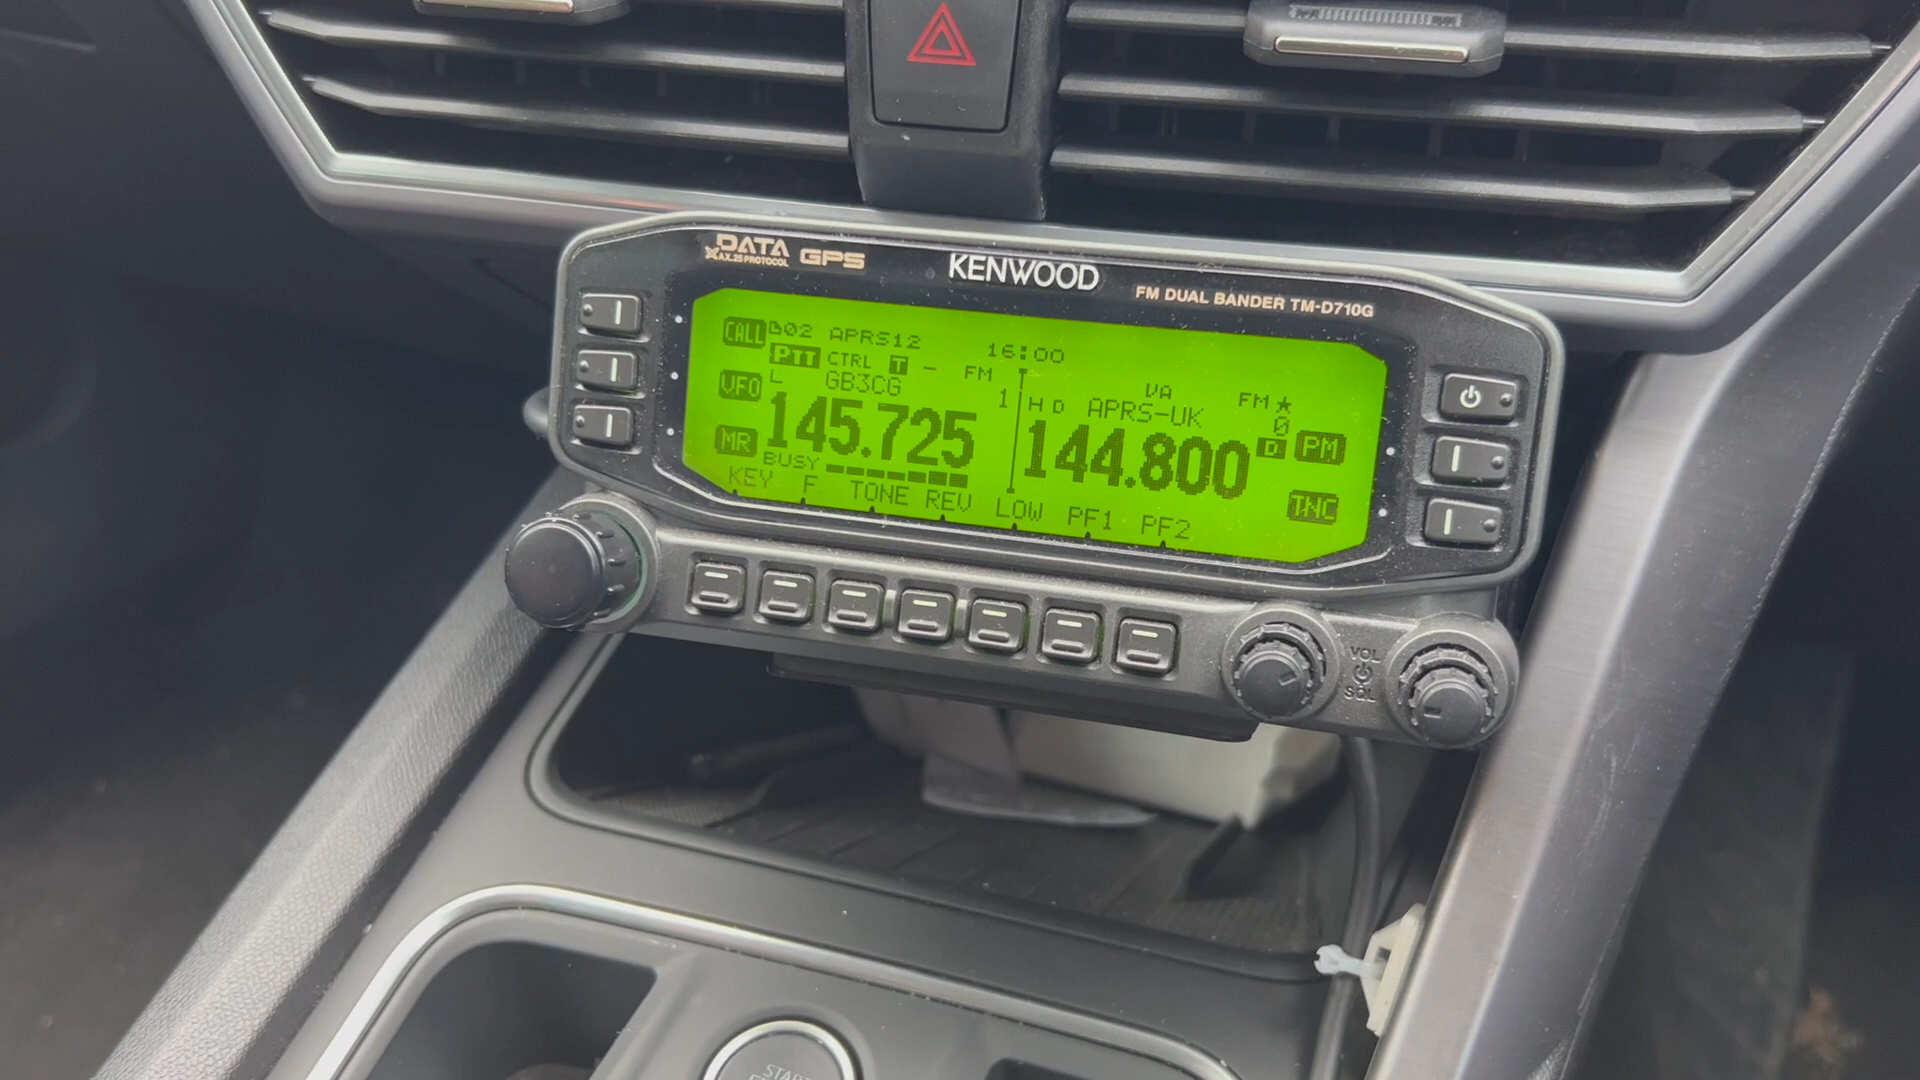 DATA
AX.25 PROTOCOL
GPS
KENWOOD
FM DUAL BANDER TM-D710G
CALL
02 APRS12
16:00
PTT CTRL T - FM
VFO
L GB3CG 1
145.725
MR
BUSY
VA
FM★
H D APRS-UK 0
144.800 D
PM
TNC
KEY F TONE REV LOW PF1 PF2
VOL
SQL
START